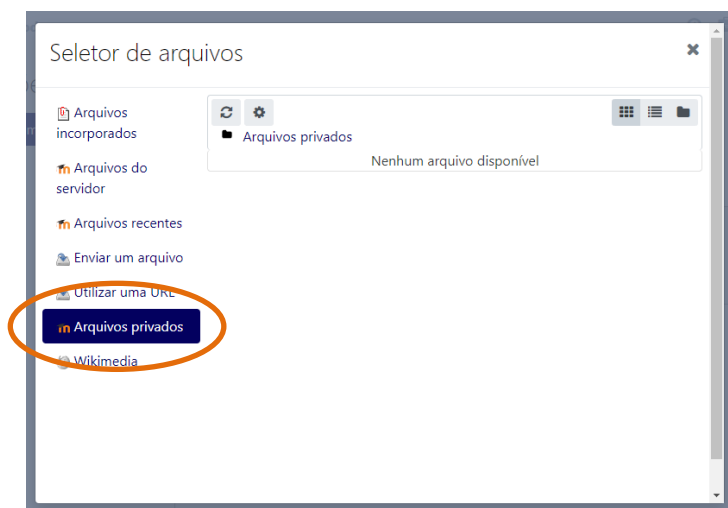 Seletor de arquivos
Arquivos
incorporados
Arquivos do
servidor
Arquivos recentes
Enviar um arquivo
Utilizar uma URL
Arquivos privados
Wikimedia
Arquivos privados
Nenhum arquivo disponível